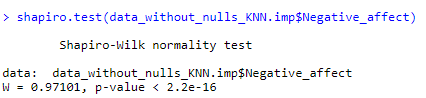 > shapiro.test(data_without_nulls_KNN.imp$Negative_affect)
Shapiro-Wilk normality test
data:  data_without_nulls_KNN.imp$Negative_affect
W = 0.97101, p-value < 2.2e-16